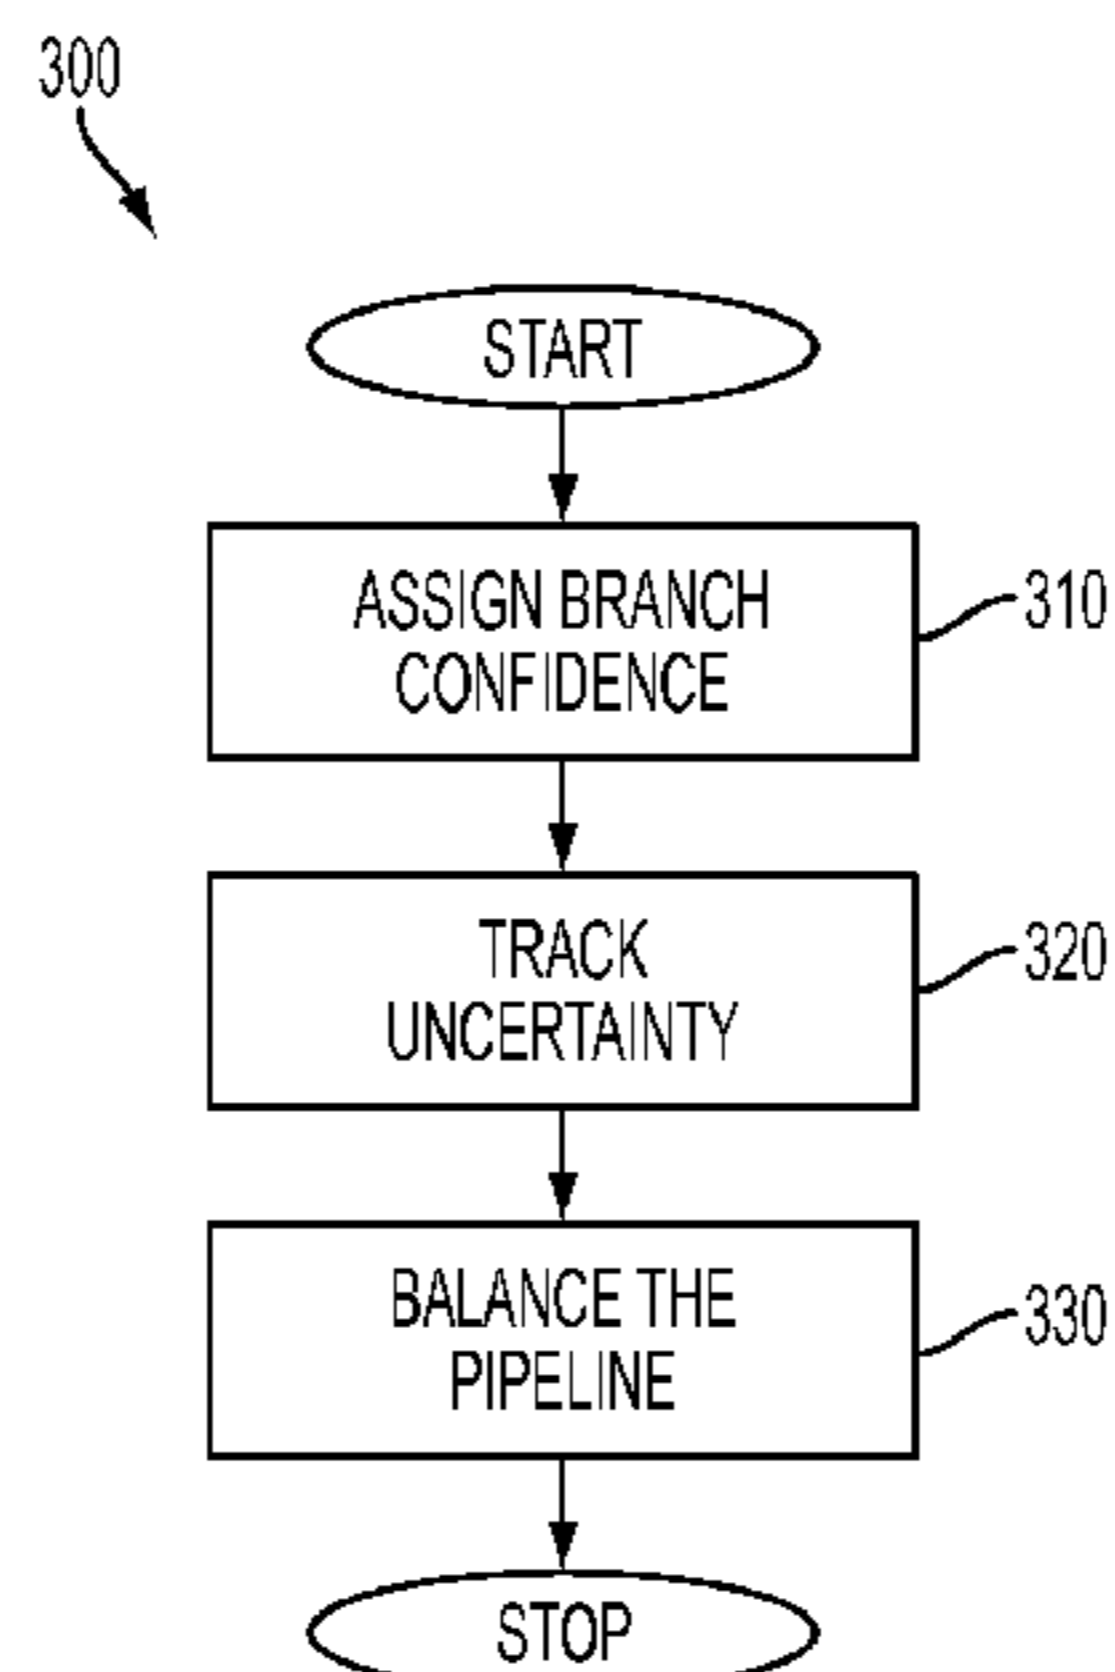 300
START
ASSIGN BRANCH
CONFIDENCE
310
TRACK
UNCERTAINTY
320
BALANCE THE
PIPELINE
330
STOP